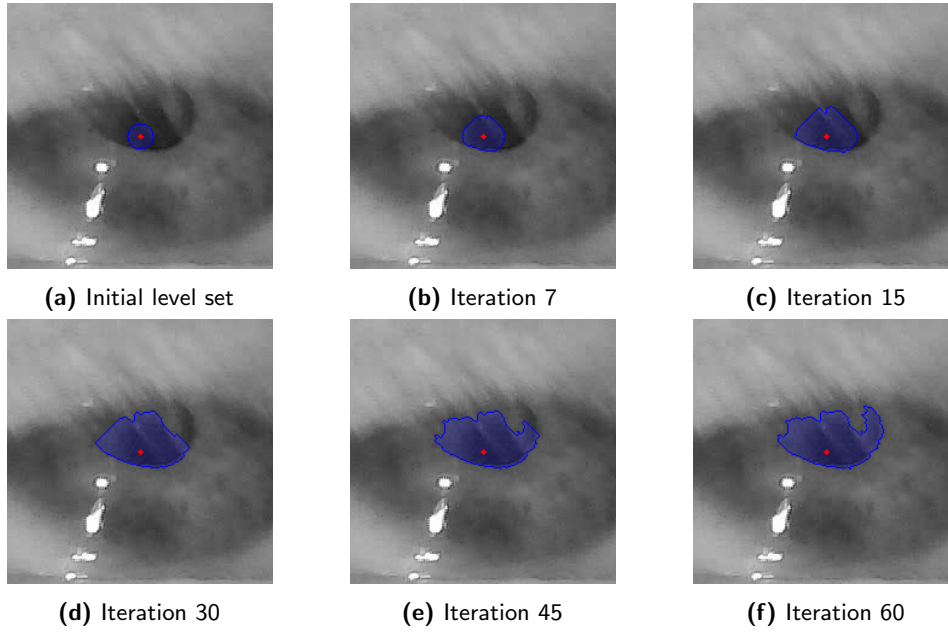 (a) Initial level set
(b) Iteration 7
(c) Iteration 15
(d) Iteration 30
(e) Iteration 45
(f) Iteration 60